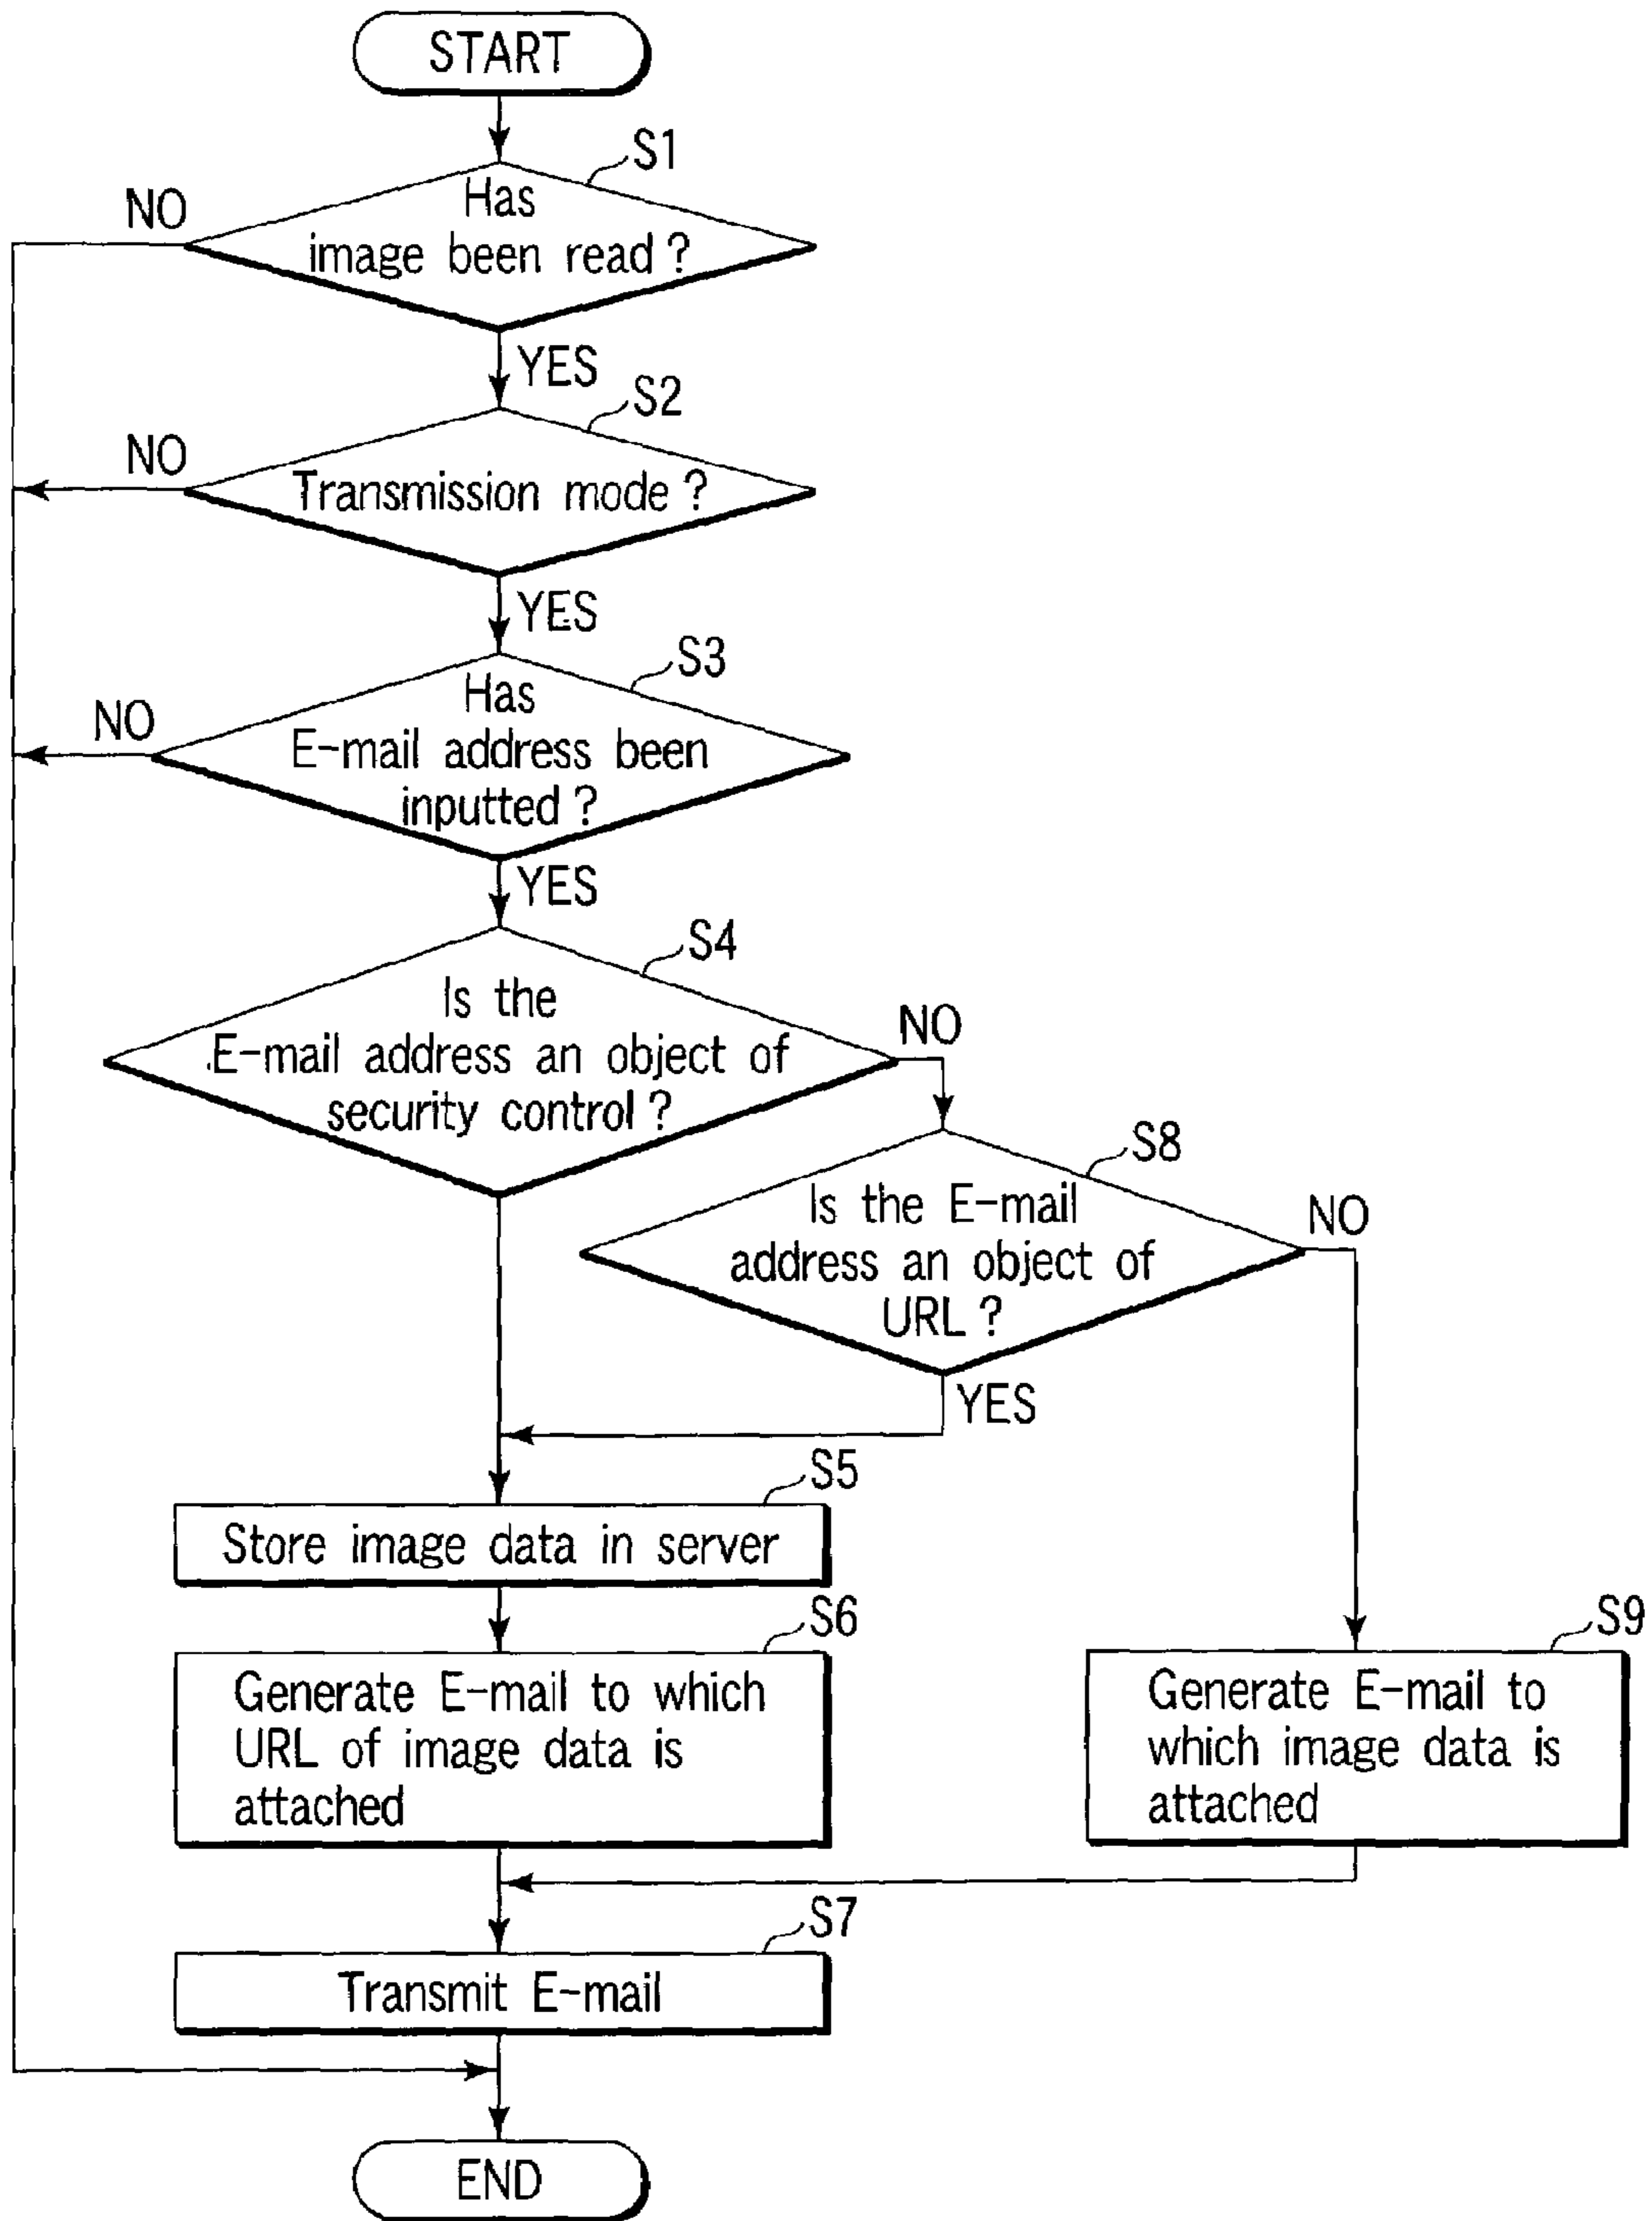 START
S1
Has
image been read ?
NO
YES
S2
Transmission mode ?
NO
YES
S3
Has
E-mail address been
inputted ?
NO
YES
S4
Is the
E-mail address an object of
security control ?
NO
S8
Is the E-mail
address an object of
URL ?
NO
YES
S5
Store image data in server
S6
Generate E-mail to which
URL of image data is
attached
S9
Generate E-mail to
which image data is
attached
S7
Transmit E-mail
END